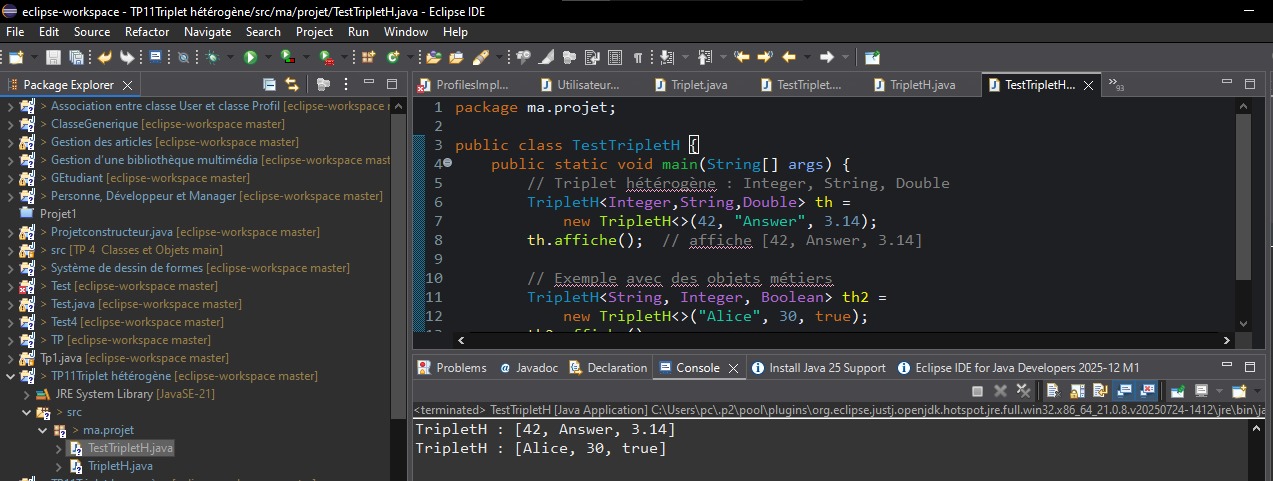 eclipse-workspace - TP11Triplet hétérogène/src/ma/projet/TestTripletH.java - Eclipse IDE
File Edit Source Refactor Navigate Search Project Run Window Help
Package Explorer
> Association entre classe User et classe Profil [eclipse-workspace
> ClasseGenerique [eclipse-workspace master]
> Gestion des articles [eclipse-workspace master]
> Gestion d'une bibliothèque multimédia [eclipse-workspace mast
> GEtudiant [eclipse-workspace master]
> Personne, Développeur et Manager [eclipse-workspace master]
Projet1
> Projetconstructeur.java [eclipse-workspace master]
> src [TP 4 Classes et Objets main]
> Système de dessin de formes [eclipse-workspace master]
> Test [eclipse-workspace master]
> Test.java [eclipse-workspace master]
> Test4 [eclipse-workspace master]
> TP [eclipse-workspace master]
Tp1.java [eclipse-workspace master]
> TP11Triplet hétérogène [eclipse-workspace master]
JRE System Library [JavaSE-21]
> src
> ma.projet
TestTripletH.java
TripletH.java
ProfilesImpl... Utilisateur... Triplet.java TestTriplet.... TripletH.java TestTripletH... »93
1 package ma.projet;
2
3 public class TestTripletH {
4 public static void main(String[] args) {
5 // Triplet hétérogène : Integer, String, Double
6 TripletH<Integer,String,Double> th =
7 new TripletH<>(42, "Answer", 3.14);
8 th.affiche(); // affiche [42, Answer, 3.14]
9
10 // Exemple avec des objets métiers
11 TripletH<String, Integer, Boolean> th2 =
12 new TripletH<>("Alice", 30, true);
Problems @ Javadoc Declaration Console Install Java 25 Support Eclipse IDE for Java Developers 2025-12 M1
<terminated> TestTripletH [Java Application] C:\Users\pc\.p2\pool\plugins\org.eclipse.justj.openjdk.hotspot.jre.full.win32.x86_64_21.0.8.v20250724-1412\jre\bin\ja
TripletH : [42, Answer, 3.14]
TripletH : [Alice, 30, true]